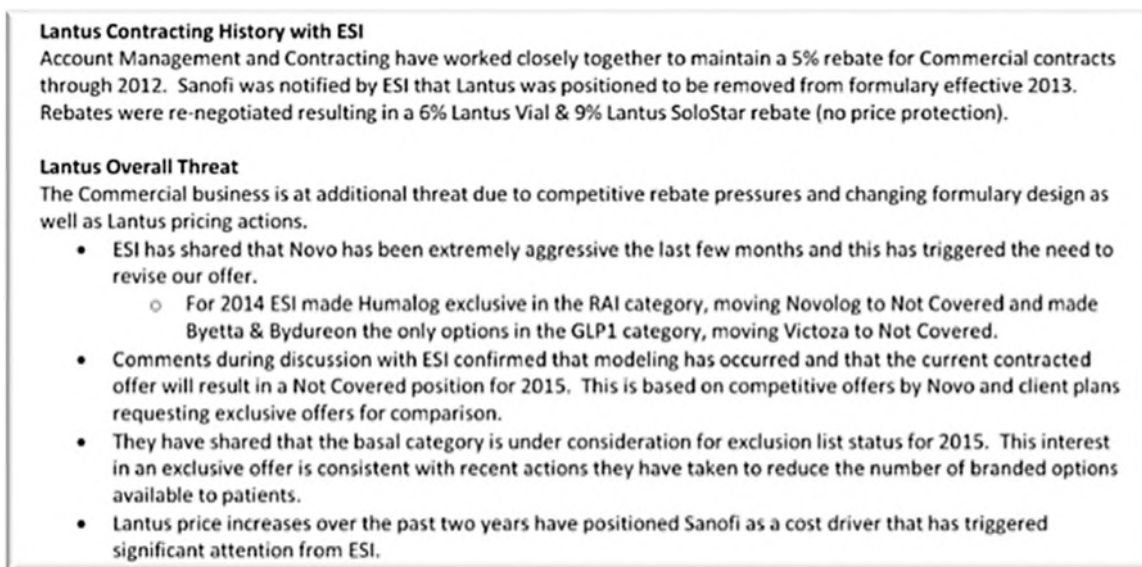 Lantus Contracting History with ESI
Account Management and Contracting have worked closely together to maintain a 5% rebate for Commercial contracts
through 2012.  Sanofi was notified by ESI that Lantus was positioned to be removed from formulary effective 2013.
Rebates were re-negotiated resulting in a 6% Lantus Vial & 9% Lantus SoloStar rebate (no price protection).
Lantus Overall Threat
The Commercial business is at additional threat due to competitive rebate pressures and changing formulary design as
well as Lantus pricing actions.
• ESI has shared that Novo has been extremely aggressive the last few months and this has triggered the need to
revise our offer.
o For 2014 ESI made Humalog exclusive in the RAI category, moving Novolog to Not Covered and made
Byetta & Bydureon the only options in the GLP1 category, moving Victoza to Not Covered.
• Comments during discussion with ESI confirmed that modeling has occurred and that the current contracted
offer will result in a Not Covered position for 2015.  This is based on competitive offers by Novo and client plans
requesting exclusive offers for comparison.
• They have shared that the basal category is under consideration for exclusion list status for 2015.  This interest
in an exclusive offer is consistent with recent actions they have taken to reduce the number of branded options
available to patients.
• Lantus price increases over the past two years have positioned Sanofi as a cost driver that has triggered
significant attention from ESI.